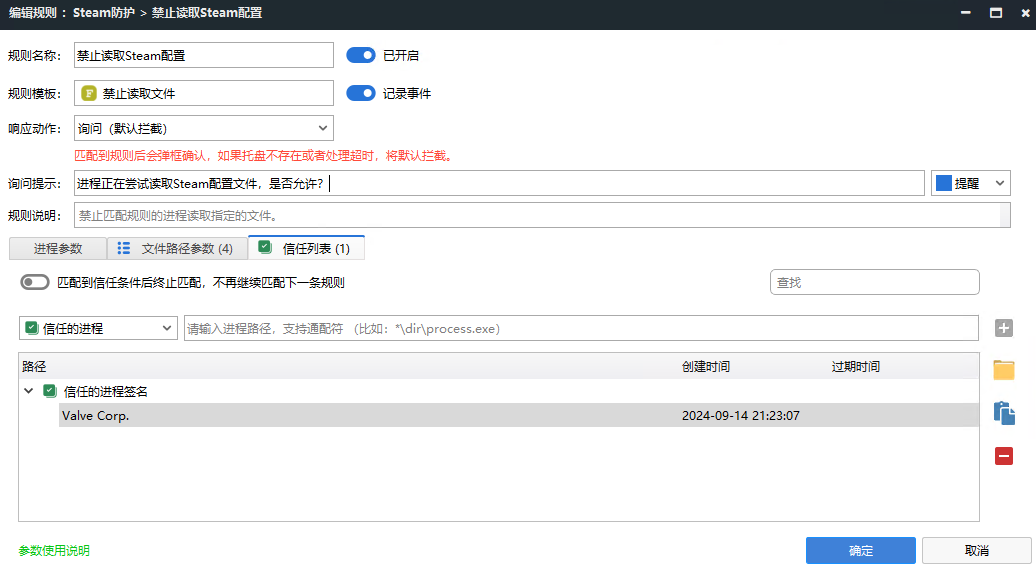 编辑规则 : Steam防护 > 禁止读取Steam配置
规则名称: 禁止读取Steam配置 已开启
规则模板: F 禁止读取文件 记录事件
响应动作: 询问（默认拦截）
匹配到规则后会弹框确认，如果托盘不存在或者处理超时，将默认拦截。
询问提示: 进程正在尝试读取Steam配置文件，是否允许？ 提醒
规则说明: 禁止匹配规则的进程读取指定的文件。
进程参数 文件路径参数 (4) 信任列表 (1)
匹配到信任条件后终止匹配，不再继续匹配下一条规则 查找
信任的进程 请输入进程路径，支持通配符 （比如：*\dir\process.exe）
路径 创建时间 过期时间
信任的进程签名
Valve Corp. 2024-09-14 21:23:07
参数使用说明 确定 取消